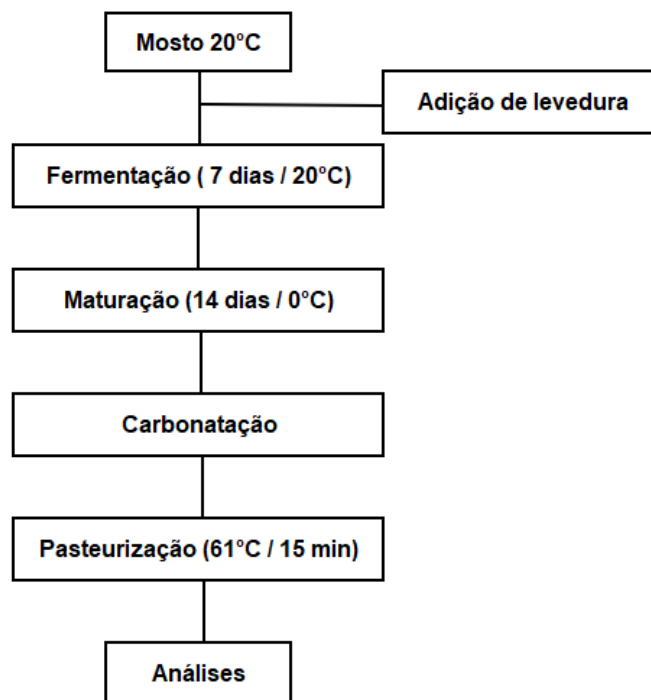 Mosto 20°C
Adição de levedura
Fermentação ( 7 dias / 20°C)
Maturação (14 dias / 0°C)
Carbonatação
Pasteurização (61°C / 15 min)
Análises